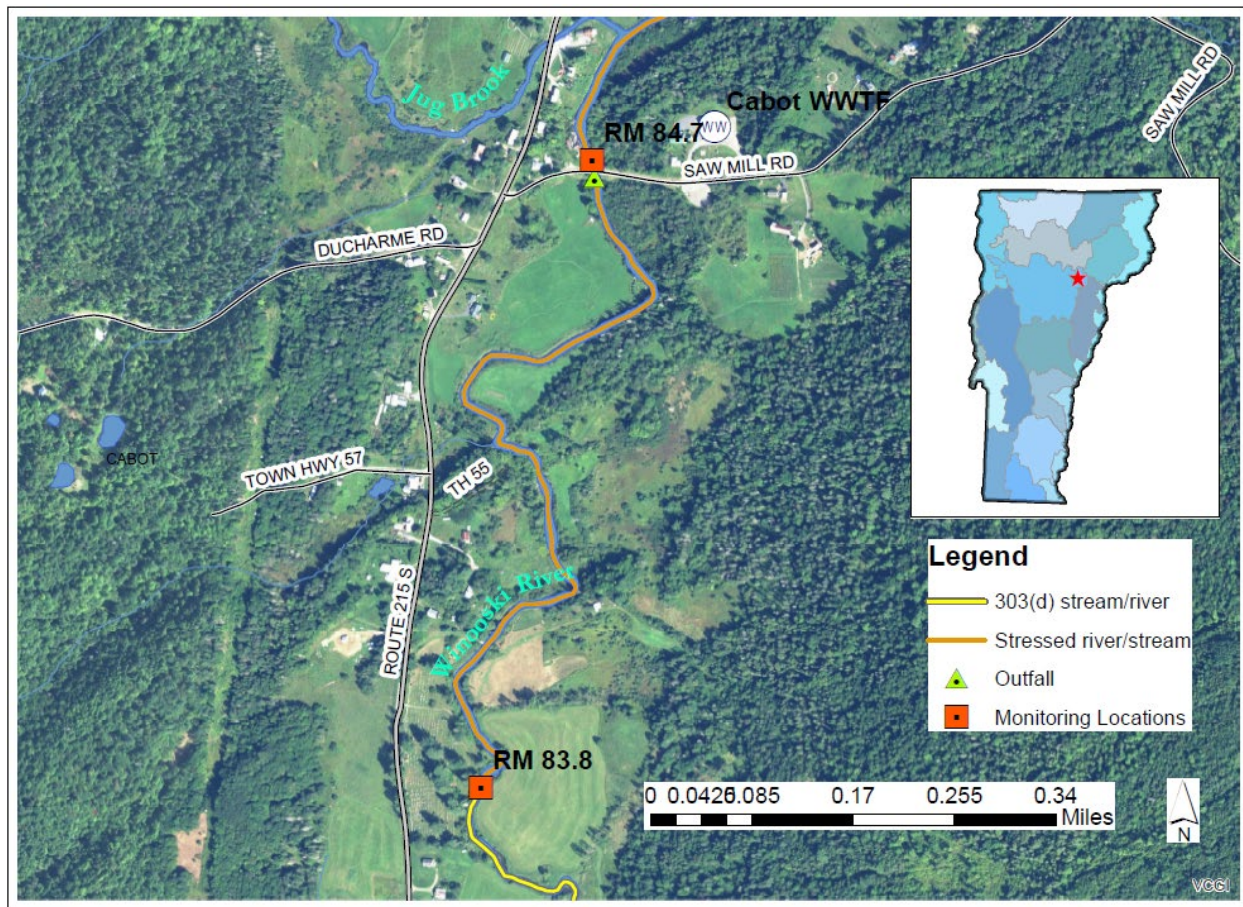 Jug Brook
Cabot WWTF
WW
RM 84.7
SAW MILL RD
SAW MILL RD
DUCHARME RD
CABOT
TOWN HWY 57
TH 55
ROUTE 215 S
Winooski River
RM 83.8
Legend
303(d) stream/river
Stressed river/stream
Outfall
Monitoring Locations
0 0.0425 0.085 0.17 0.255 0.34
Miles
N
VCGI